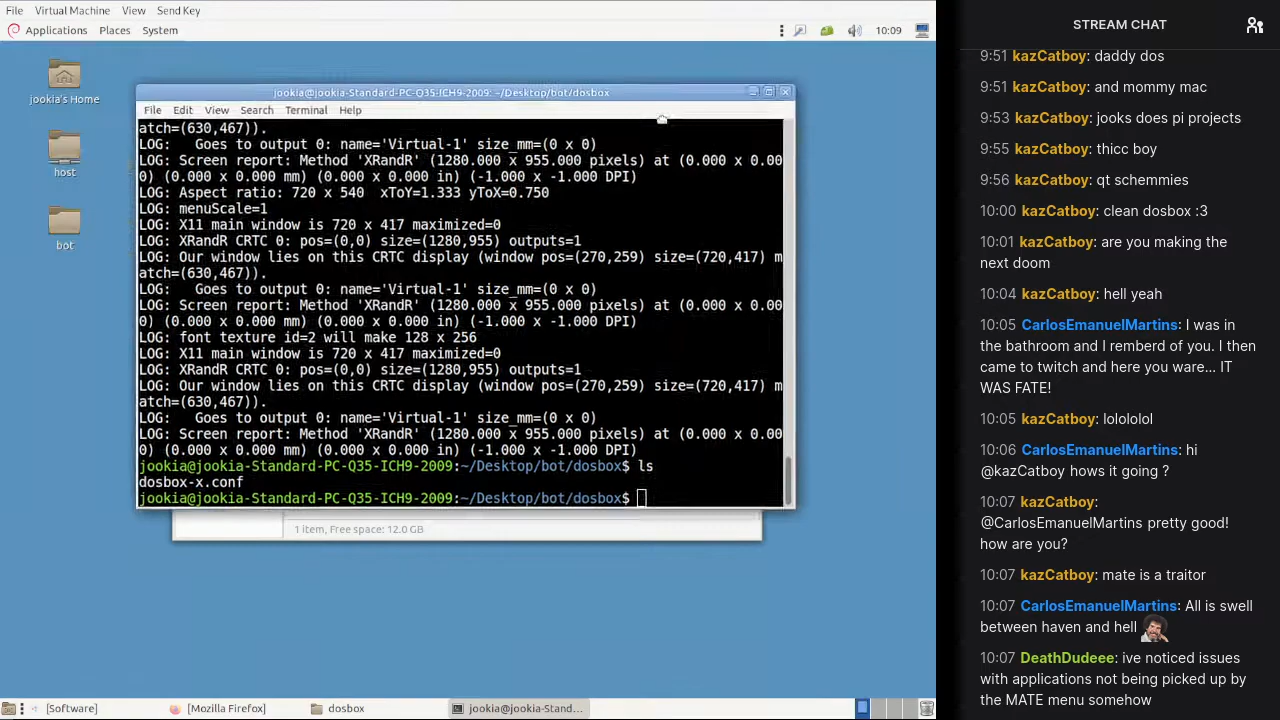 File Virtual Machine View Send Key
Applications Places System 10:09
jookia's Home
host
bot
jookia@jookia-Standard-PC-Q35-ICH9-2009: ~/Desktop/bot/dosbox
File Edit View Search Terminal Help
atch=(630,467)).
LOG:   Goes to output 0: name='Virtual-1' size_mm=(0 x 0)
LOG: Screen report: Method 'XRandR' (1280.000 x 955.000 pixels) at (0.000 x 0.00
0) (0.000 x 0.000 mm) (0.000 x 0.000 in) (-1.000 x -1.000 DPI)
LOG: Aspect ratio: 720 x 540  xToY=1.333 yToX=0.750
LOG: menuScale=1
LOG: X11 main window is 720 x 417 maximized=0
LOG: XRandR CRTC 0: pos=(0,0) size=(1280,955) outputs=1
LOG: Our window lies on this CRTC display (window pos=(270,259) size=(720,417) m
atch=(630,467)).
LOG:   Goes to output 0: name='Virtual-1' size_mm=(0 x 0)
LOG: Screen report: Method 'XRandR' (1280.000 x 955.000 pixels) at (0.000 x 0.00
0) (0.000 x 0.000 mm) (0.000 x 0.000 in) (-1.000 x -1.000 DPI)
LOG: font texture id=2 will make 128 x 256
LOG: X11 main window is 720 x 417 maximized=0
LOG: XRandR CRTC 0: pos=(0,0) size=(1280,955) outputs=1
LOG: Our window lies on this CRTC display (window pos=(270,259) size=(720,417) m
atch=(630,467)).
LOG:   Goes to output 0: name='Virtual-1' size_mm=(0 x 0)
LOG: Screen report: Method 'XRandR' (1280.000 x 955.000 pixels) at (0.000 x 0.00
0) (0.000 x 0.000 mm) (0.000 x 0.000 in) (-1.000 x -1.000 DPI)
jookia@jookia-Standard-PC-Q35-ICH9-2009:~/Desktop/bot/dosbox$ ls
dosbox-x.conf
jookia@jookia-Standard-PC-Q35-ICH9-2009:~/Desktop/bot/dosbox$
1 item, Free space: 12.0 GB
[Software] [Mozilla Firefox] dosbox jookia@jookia-Stand...
STREAM CHAT
9:51 kazCatboy: daddy dos
9:51 kazCatboy: and mommy mac
9:53 kazCatboy: jooks does pi projects
9:55 kazCatboy: thicc boy
9:56 kazCatboy: qt schemmies
10:00 kazCatboy: clean dosbox :3
10:01 kazCatboy: are you making the
next doom
10:04 kazCatboy: hell yeah
10:05 CarlosEmanuelMartins: I was in
the bathroom and I remberd of you. I then
came to twitch and here you ware... IT
WAS FATE!
10:05 kazCatboy: lolololol
10:06 CarlosEmanuelMartins: hi
@kazCatboy hows it going ?
10:07 kazCatboy:
@CarlosEmanuelMartins pretty good!
how are you?
10:07 kazCatboy: mate is a traitor
10:07 CarlosEmanuelMartins: All is swell
between haven and hell
10:07 DeathDudeee: ive noticed issues
with applications not being picked up by
the MATE menu somehow